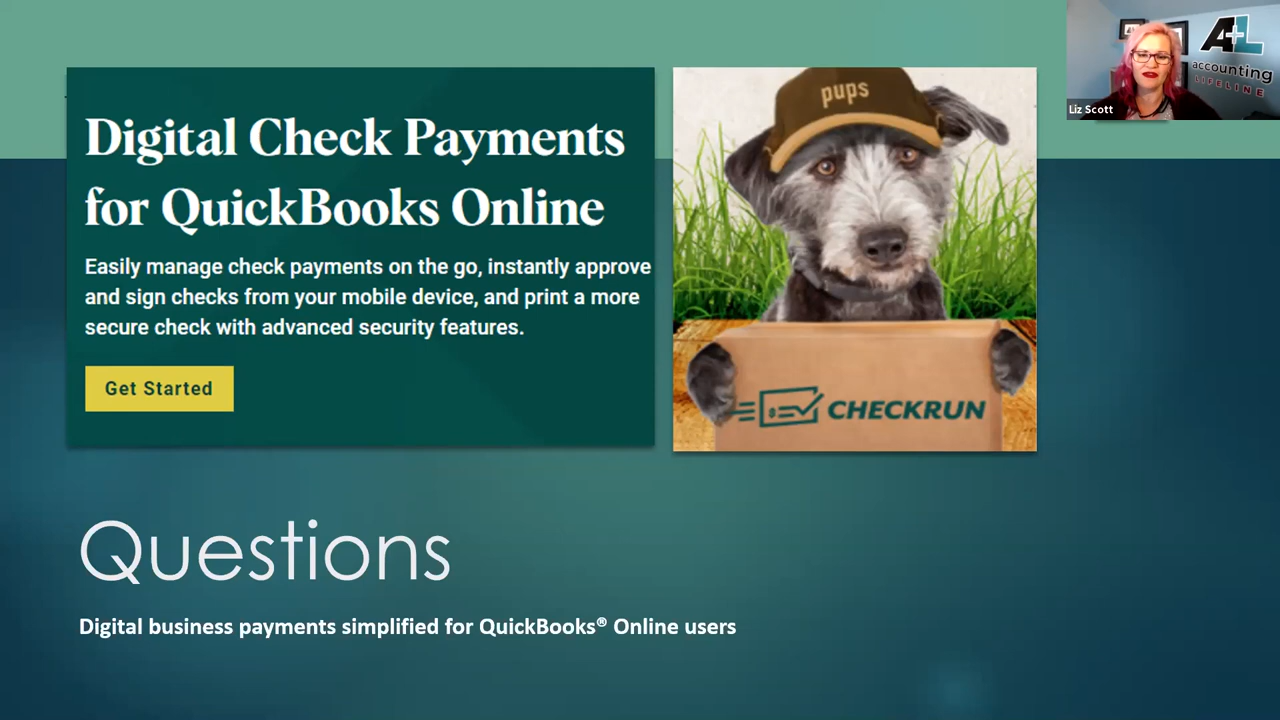 Digital Check Payments
for QuickBooks Online
Easily manage check payments on the go, instantly approve
and sign checks from your mobile device, and print a more
secure check with advanced security features.
Get Started
pups
CHECKRUN
A+L
accounting
LIFELINE
Liz Scott
Questions
Digital business payments simplified for QuickBooks® Online users